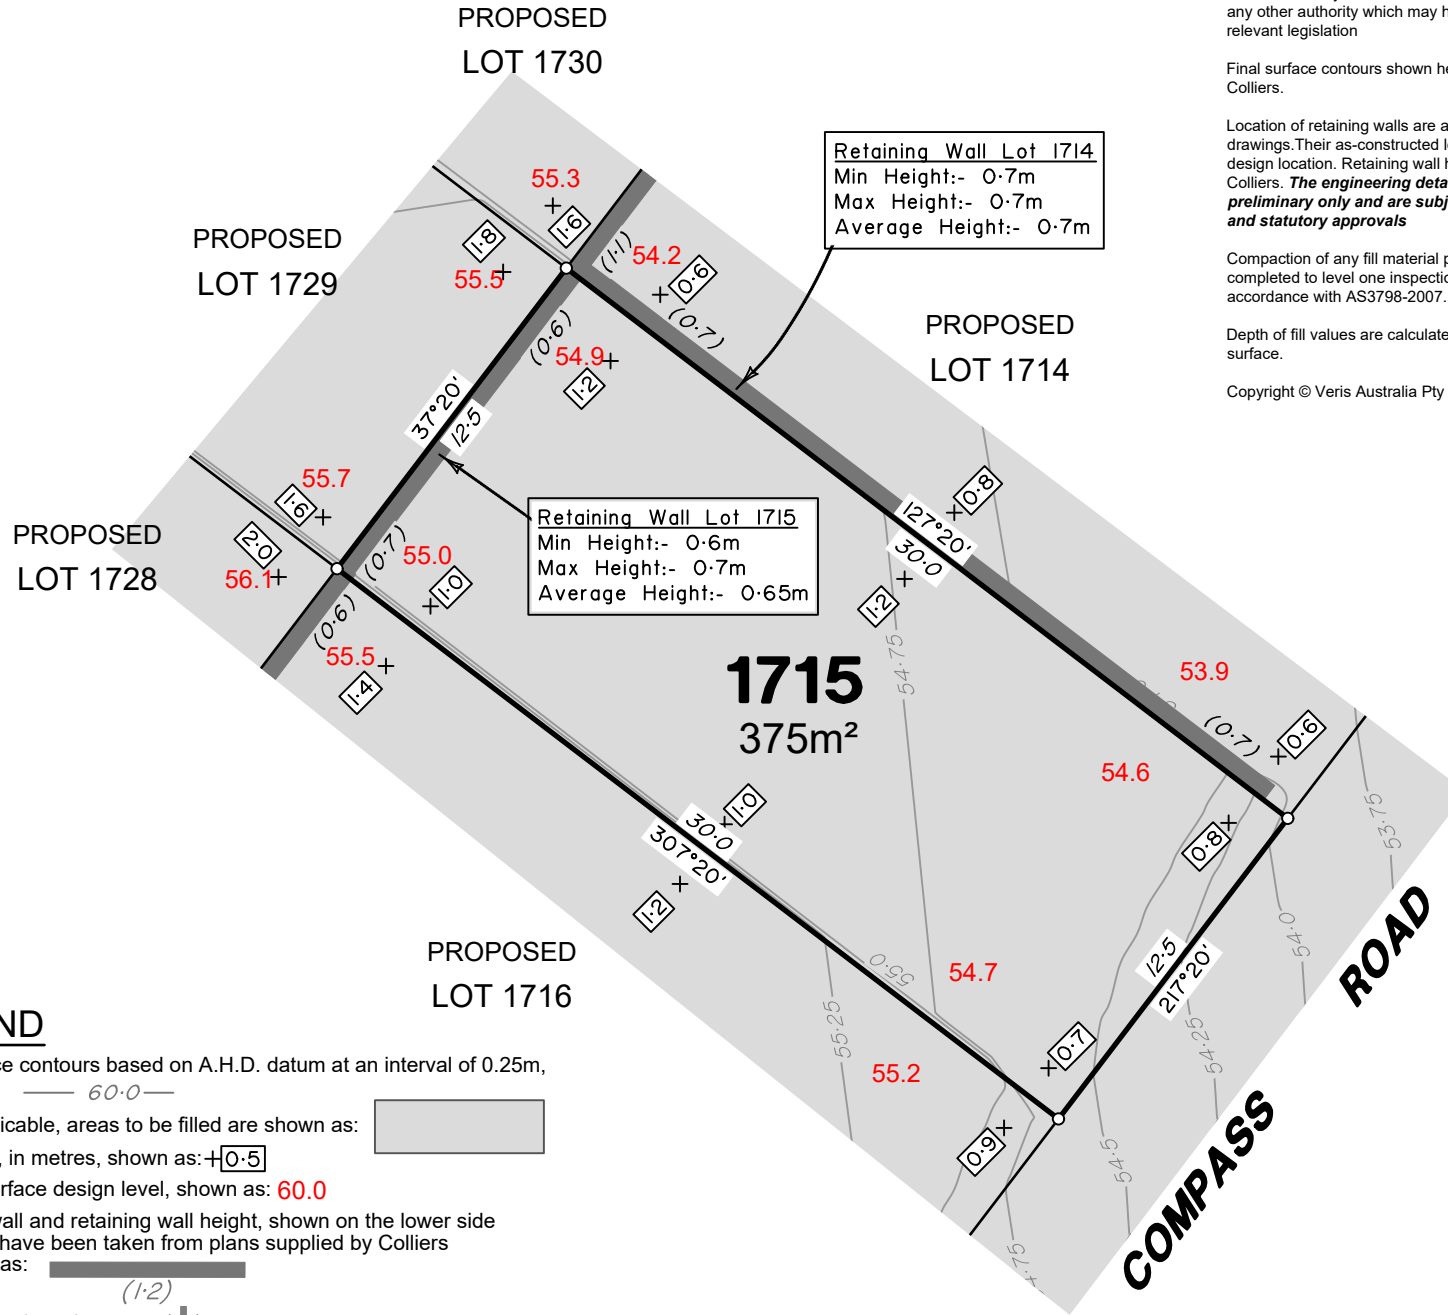 PROPOSED
LOT 1730
any other authority which may
relevant legislation
Final surface contours shown
Colliers.
Location of retaining walls are
drawings.Their as-constructed
design location. Retaining wall
Colliers. The engineering
preliminary only and are
and statutory approvals
Compaction of any fill material
completed to level one
accordance with AS3798-2007.
Depth of fill values are
surface.
Copyright © Veris Australia Pty
Retaining Wall Lot 1714
Min Height:- 0·7m
Max Height:- 0·7m
Average Height:- 0·7m
55.3
1·6
1·8
55.5
PROPOSED
LOT 1729
(1·1)
54.2
0·6
(0·7)
PROPOSED
LOT 1714
(0·6)
54.9
1·2
37°20'
12·5
55.7
1·6
2·0
56.1
PROPOSED
LOT 1728
(0·7)
55.0
1·0
(0·6)
55.5
1·4
Retaining Wall Lot 1715
Min Height:- 0·6m
Max Height:- 0·7m
Average Height:- 0·65m
0·8
127°20'
30·0
1·2
54·75
1715
375m²
53.9
(0·7)
0·6
54.6
0·8
53·75
1·0
30·0
307°20'
1·2
PROPOSED
LOT 1716
55·0
54.7
55·25
55.2
0·7
0·9
12·5
217°20'
54·0
54·25
54·5
4·75
COMPASS ROAD
contours based on A.H.D. datum at an interval of 0.25m,
60·0
areas to be filled are shown as:
, in metres, shown as:
0·5
design level, shown as: 60.0
and retaining wall height, shown on the lower side
have been taken from plans supplied by Colliers
as:
(1·2)